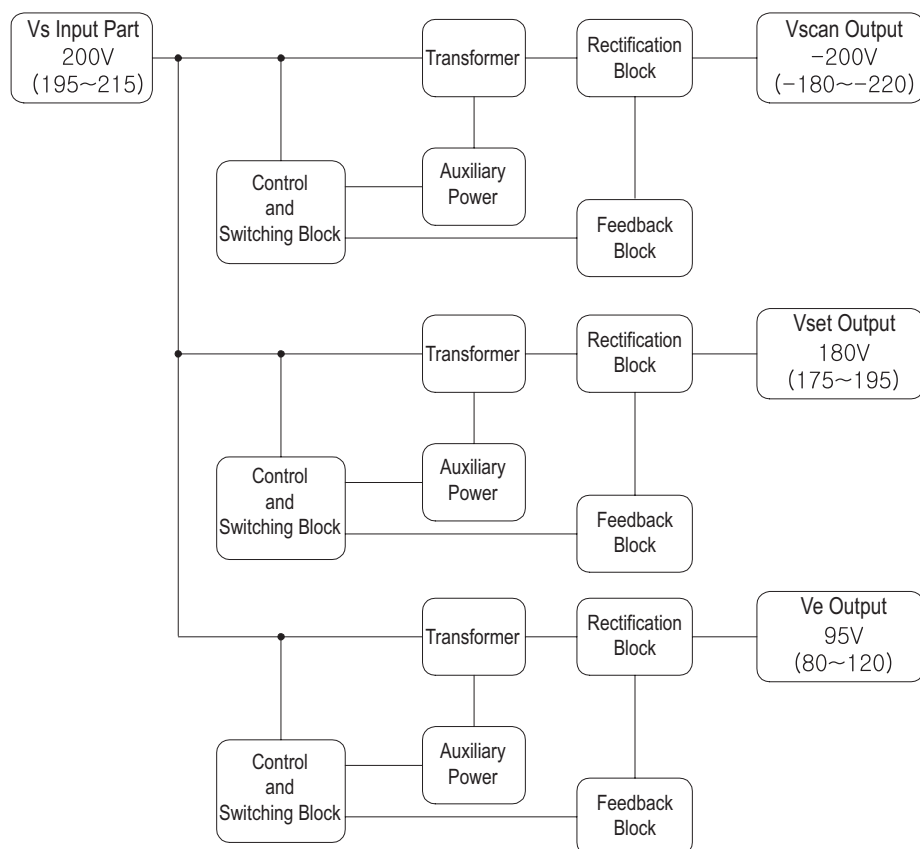 Vs Input Part
200V
(195~215)
Transformer
Rectification
Block
Vscan Output
-200V
(-180~-220)
Control
and
Switching Block
Auxiliary
Power
Feedback
Block
Transformer
Rectification
Block
Vset Output
180V
(175~195)
Control
and
Switching Block
Auxiliary
Power
Feedback
Block
Transformer
Rectification
Block
Ve Output
95V
(80~120)
Control
and
Switching Block
Auxiliary
Power
Feedback
Block